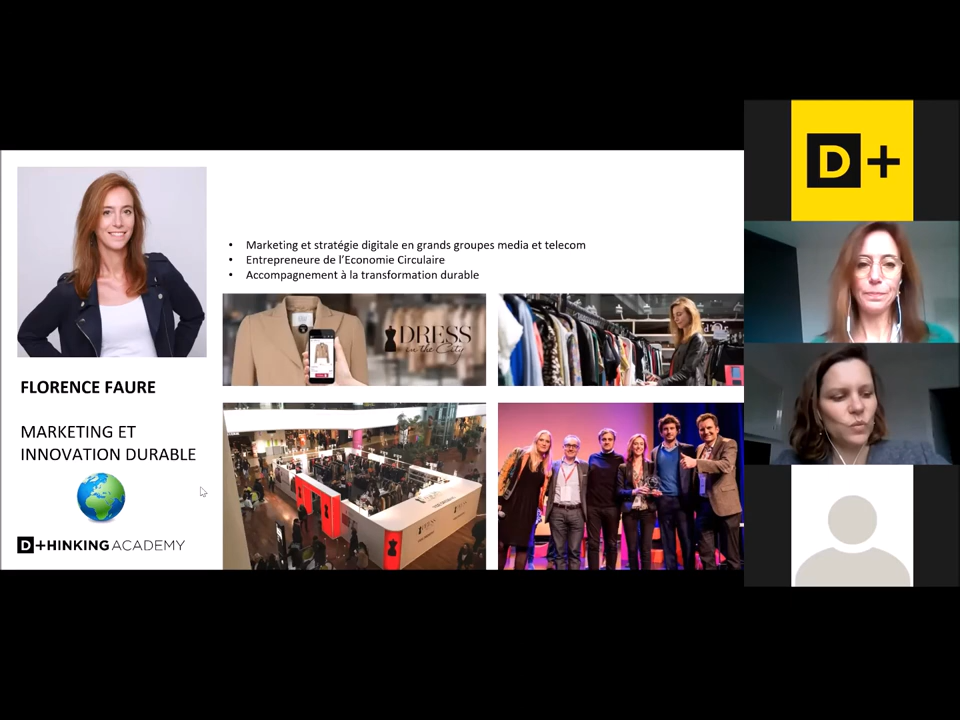 D+
• Marketing et stratégie digitale en grands groupes media et telecom
• Entrepreneure de l'Economie Circulaire
• Accompagnement à la transformation durable
DRESS
in the City
FLORENCE FAURE
MARKETING ET
INNOVATION DURABLE
DRESS
D+HINKING ACADEMY